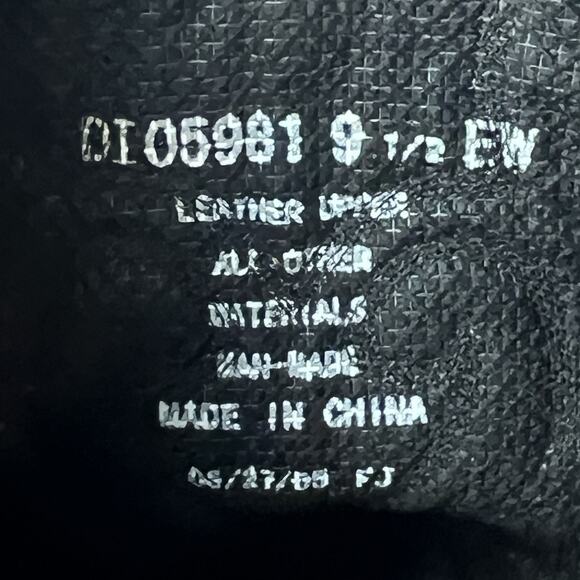 DI05981 9 1/2 EW
LEATHER UPPER
ALL OTHER
MATERIALS
MAN-MADE
MADE IN CHINA
FJ